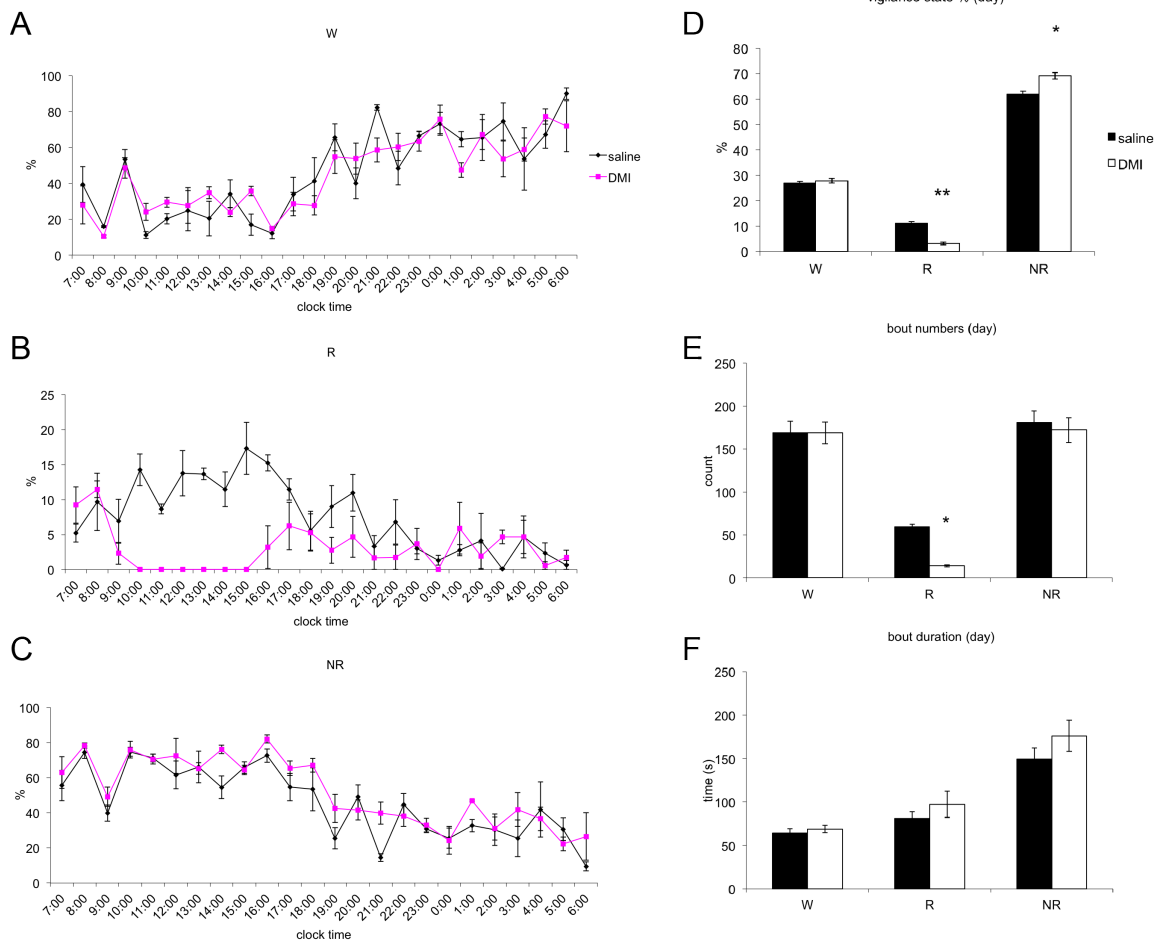 A
W
100
80
60
40
20
0
%
7:00 8:00 9:00 10:00 11:00 12:00 13:00 14:00 15:00 16:00 17:00 18:00 19:00 20:00 21:00 22:00 23:00 0:00 1:00 2:00 3:00 4:00 5:00 6:00
clock time
saline
DMI
B
R
25
20
15
10
5
0
%
7:00 8:00 9:00 10:00 11:00 12:00 13:00 14:00 15:00 16:00 17:00 18:00 19:00 20:00 21:00 22:00 23:00 0:00 1:00 2:00 3:00 4:00 5:00 6:00
clock time
C
NR
100
80
60
40
20
0
%
7:00 8:00 9:00 10:00 11:00 12:00 13:00 14:00 15:00 16:00 17:00 18:00 19:00 20:00 21:00 22:00 23:00 0:00 1:00 2:00 3:00 4:00 5:00 6:00
clock time
vigilance state % (day)
D
80
70
60
50
40
30
20
10
0
%
**
*
W R NR
saline
DMI
E
bout numbers (day)
250
200
150
100
50
0
count
*
W R NR
F
bout duration (day)
250
200
150
100
50
0
time (s)
W R NR